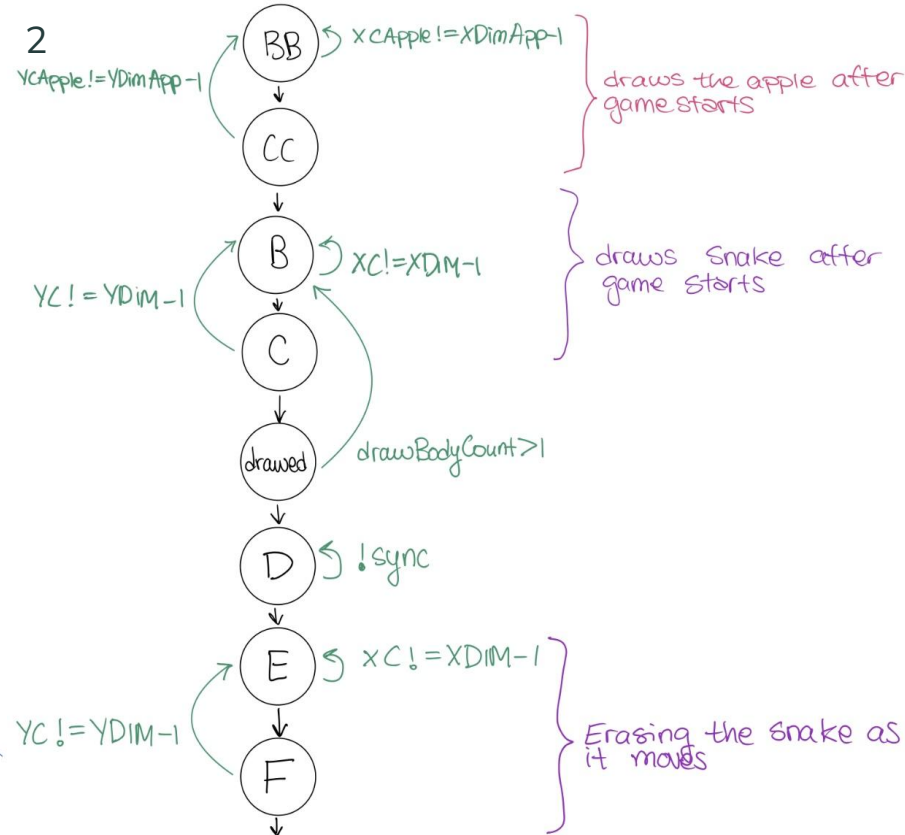 2
BB
XCApple!=XDimApp-1
YCApple!=YDimApp-1
draws the apple after
game starts
CC
B
XC!=XDIM-1
draws snake after
game starts
YC!=YDIM-1
C
drawed
drawBodyCount>1
D
!sync
E
XC!=XDIM-1
YC!=YDIM-1
Erasing the snake as
it moves
F